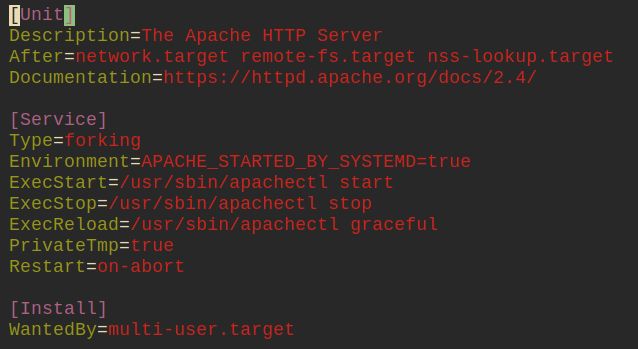 [Unit]
Description=The Apache HTTP Server
After=network.target remote-fs.target nss-lookup.target
Documentation=https://httpd.apache.org/docs/2.4/
[Service]
Type=forking
Environment=APACHE_STARTED_BY_SYSTEMD=true
ExecStart=/usr/sbin/apachectl start
ExecStop=/usr/sbin/apachectl stop
ExecReload=/usr/sbin/apachectl graceful
PrivateTmp=true
Restart=on-abort
[Install]
WantedBy=multi-user.target